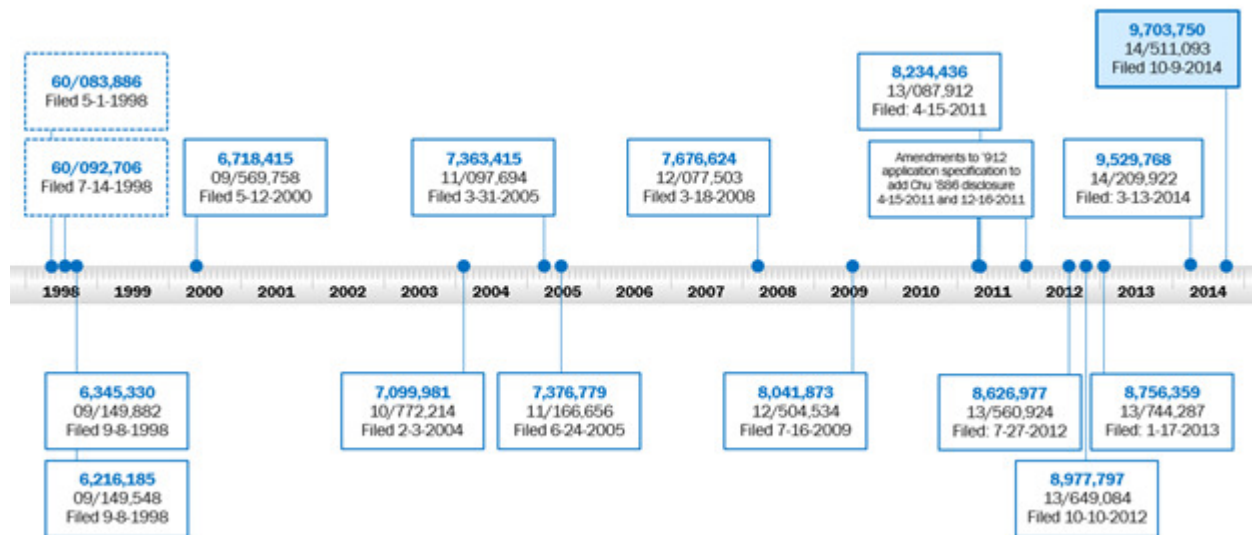 60/083,886
Filed 5-1-1998
60/092,706
Filed 7-14-1998
6,718,415
09/569,758
Filed 5-12-2000
7,363,415
11/097,694
Filed 3-31-2005
7,676,624
12/077,503
Filed 3-18-2008
8,234,436
13/087,912
Filed: 4-15-2011
Amendments to '912
application specification to
add Chu '886 disclosure
4-15-2011 and 12-16-2011
9,703,750
14/511,093
Filed 10-9-2014
9,529,768
14/209,922
Filed: 3-13-2014
1998 1999 2000 2001 2002 2003 2004 2005 2006 2007 2008 2009 2010 2011 2012 2013 2014
6,345,330
09/149,882
Filed 9-8-1998
6,216,185
09/149,548
Filed 9-8-1998
7,099,981
10/772,214
Filed 2-3-2004
7,376,779
11/166,656
Filed 6-24-2005
8,041,873
12/504,534
Filed 7-16-2009
8,626,977
13/560,924
Filed: 7-27-2012
8,756,359
13/744,287
Filed: 1-17-2013
8,977,797
13/649,084
Filed 10-10-2012